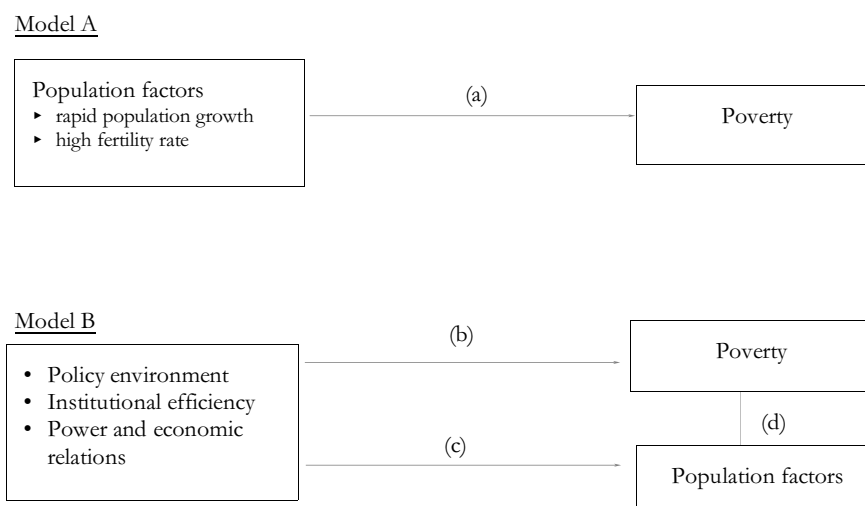 Model A
Population factors
▸ rapid population growth
▸ high fertility rate
(a)
Poverty
Model B
• Policy environment
• Institutional efficiency
• Power and economic
relations
(b)
(c)
Poverty
(d)
Population factors